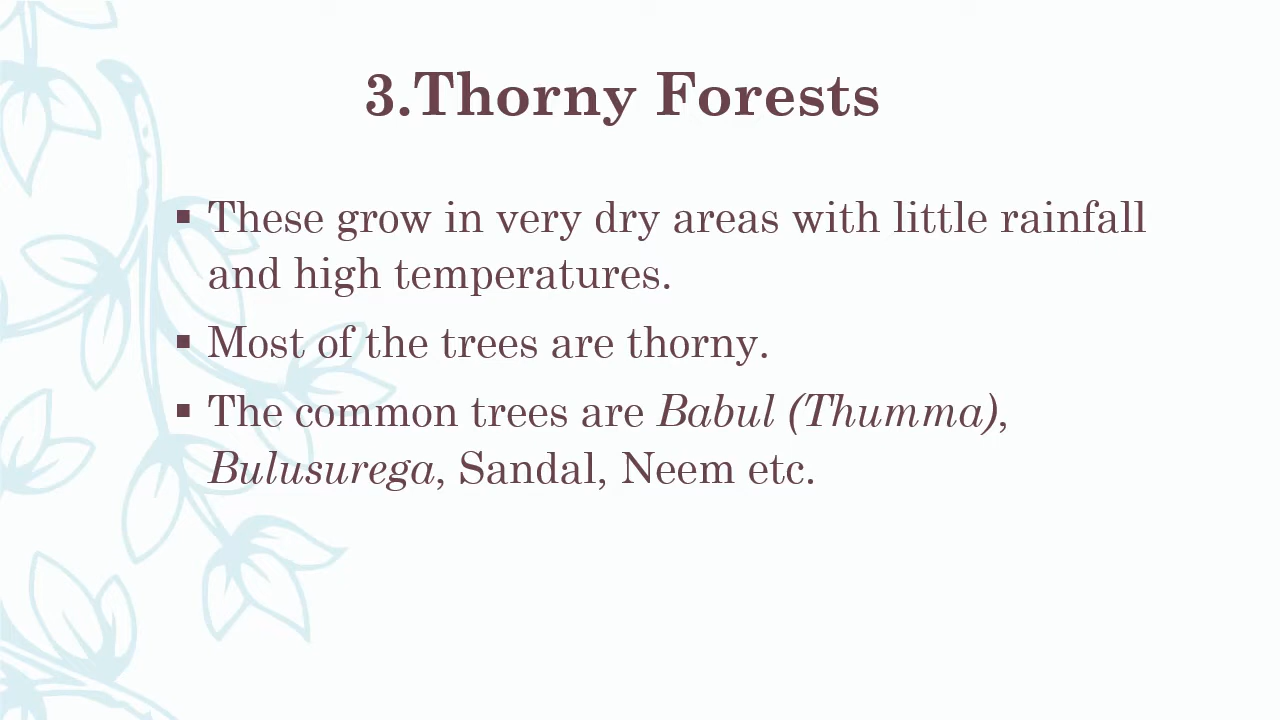 3.Thorny Forests
▪ These grow in very dry areas with little rainfall
and high temperatures.
▪ Most of the trees are thorny.
▪ The common trees are Babul (Thumma),
Bulusurega, Sandal, Neem etc.